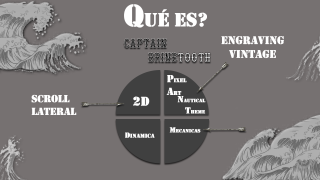 QUÉ ES?
CAPTAIN
BRINETOOTH
ENGRAVING
VINTAGE
PIXEL
ART
NAUTICAL
THEME
2D
SCROLL
LATERAL
DINAMICA
MECANICAS